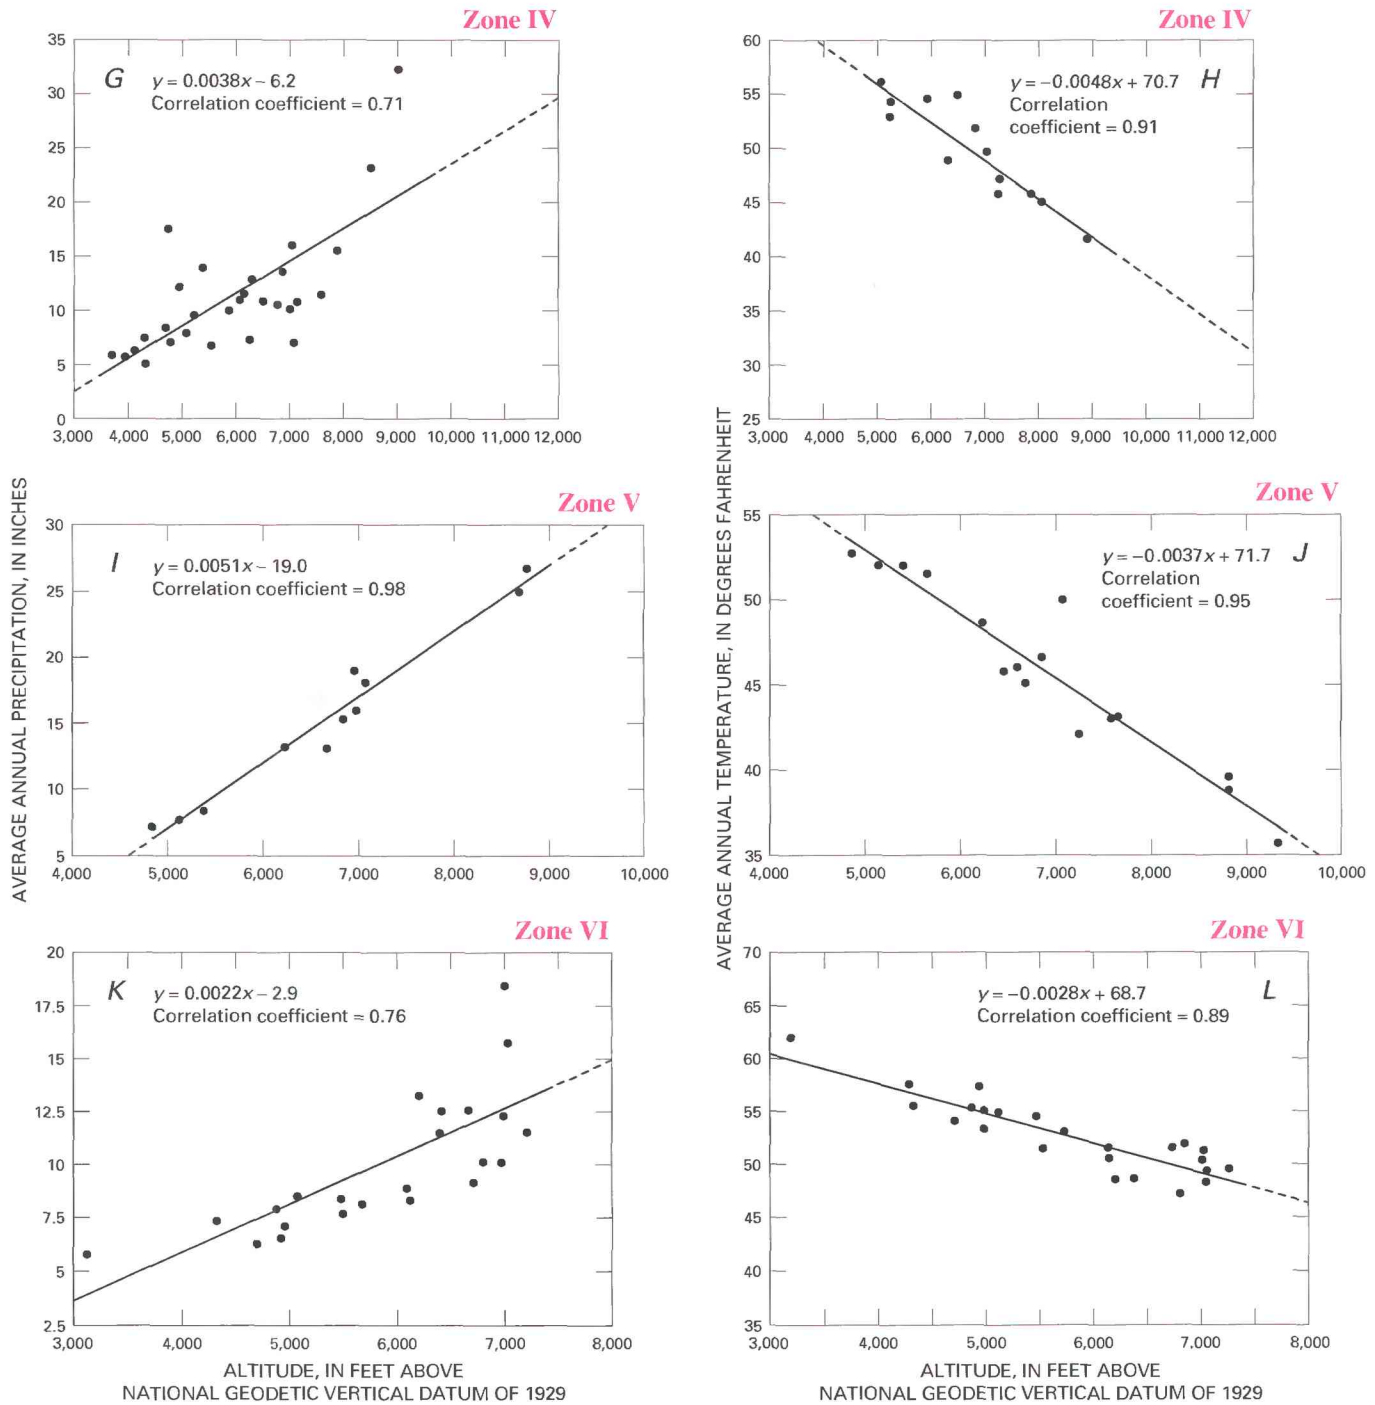 Zone IV
G
y = 0.0038x – 6.2
Correlation coefficient = 0.71
35
30
25
20
15
10
5
0
3,000 4,000 5,000 6,000 7,000 8,000 9,000 10,000 11,000 12,000
Zone IV
H
y = –0.0048x + 70.7
Correlation
coefficient = 0.91
60
55
50
45
40
35
30
25
3,000 4,000 5,000 6,000 7,000 8,000 9,000 10,000 11,000 12,000
AVERAGE ANNUAL PRECIPITATION, IN INCHES
Zone V
I
y = 0.0051x – 19.0
Correlation coefficient = 0.98
30
25
20
15
10
5
4,000 5,000 6,000 7,000 8,000 9,000 10,000
AVERAGE ANNUAL TEMPERATURE, IN DEGREES FAHRENHEIT
Zone V
J
y = –0.0037x + 71.7
Correlation
coefficient = 0.95
55
50
45
40
35
4,000 5,000 6,000 7,000 8,000 9,000 10,000
Zone VI
K
y = 0.0022x – 2.9
Correlation coefficient = 0.76
20
17.5
15
12.5
10
7.5
5
2.5
3,000 4,000 5,000 6,000 7,000 8,000
ALTITUDE, IN FEET ABOVE
NATIONAL GEODETIC VERTICAL DATUM OF 1929
Zone VI
L
y = –0.0028x + 68.7
Correlation coefficient = 0.89
70
65
60
55
50
45
40
35
3,000 4,000 5,000 6,000 7,000 8,000
ALTITUDE, IN FEET ABOVE
NATIONAL GEODETIC VERTICAL DATUM OF 1929